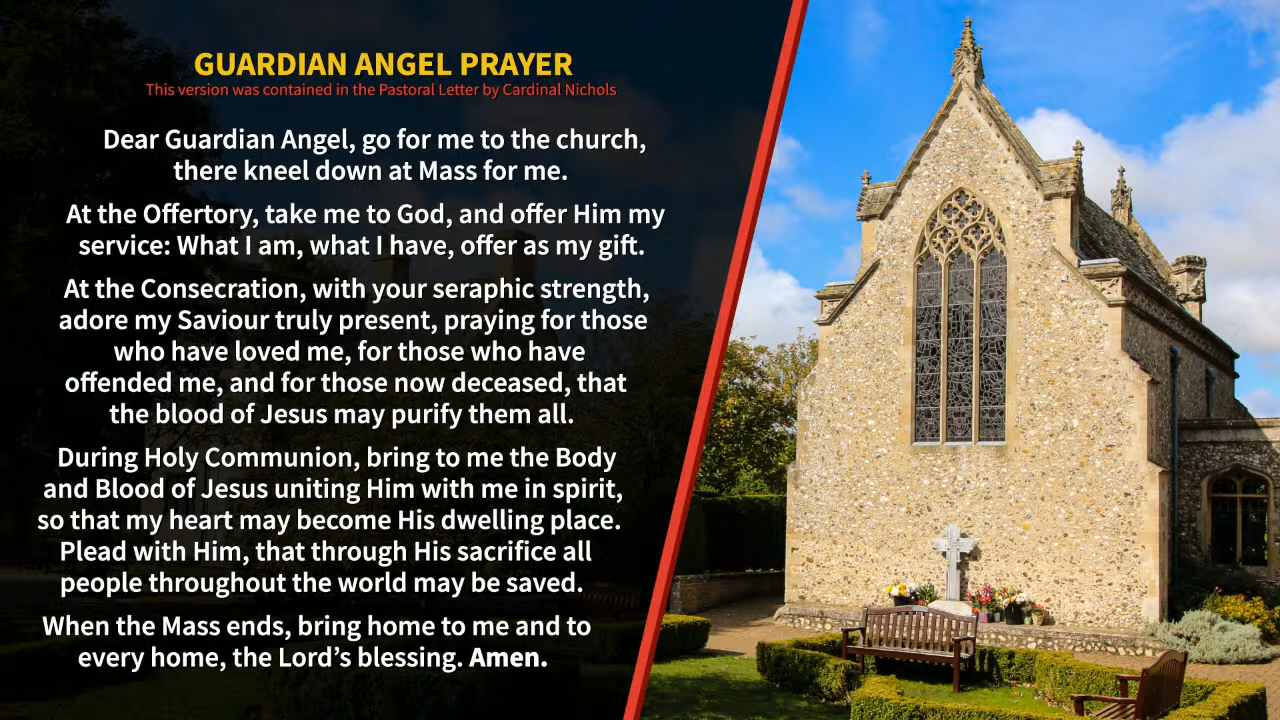 GUARDIAN ANGEL PRAYER
This version was contained in the Pastoral Letter by Cardinal Nichols
Dear Guardian Angel, go for me to the church,
there kneel down at Mass for me.
At the Offertory, take me to God, and offer Him my
service: What I am, what I have, offer as my gift.
At the Consecration, with your seraphic strength,
adore my Saviour truly present, praying for those
who have loved me, for those who have
offended me, and for those now deceased, that
the blood of Jesus may purify them all.
During Holy Communion, bring to me the Body
and Blood of Jesus uniting Him with me in spirit,
so that my heart may become His dwelling place.
Plead with Him, that through His sacrifice all
people throughout the world may be saved.
When the Mass ends, bring home to me and to
every home, the Lord’s blessing. Amen.